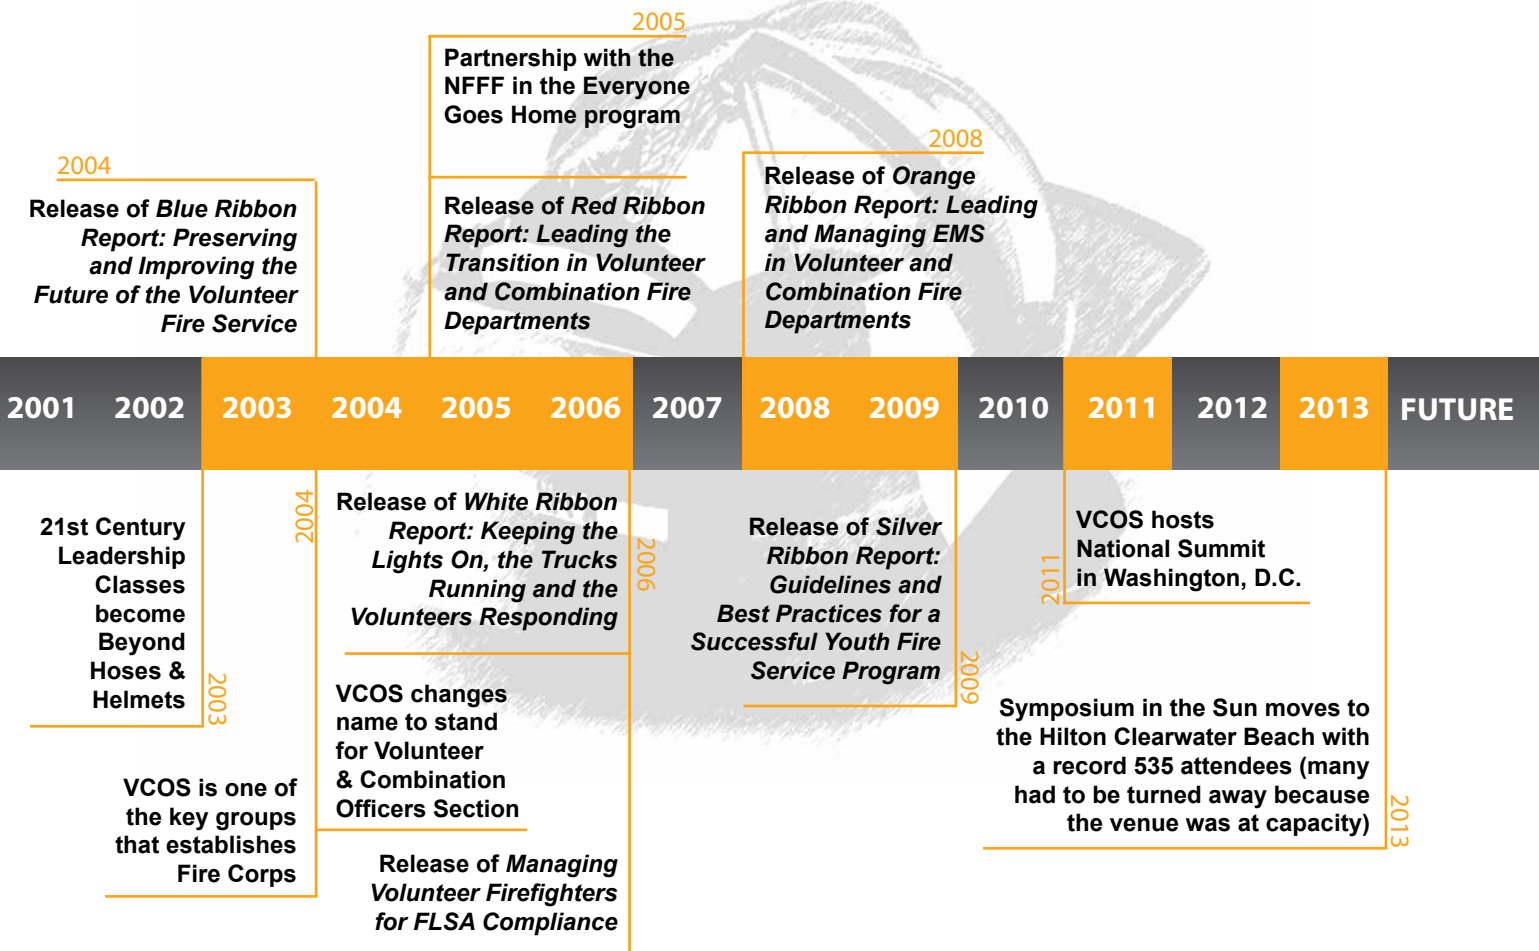 2005
Partnership with the
NFFF in the Everyone
Goes Home program
2004
Release of Blue Ribbon
Report: Preserving
and Improving the
Future of the Volunteer
Fire Service
Release of Red Ribbon
Report: Leading the
Transition in Volunteer
and Combination Fire
Departments
2008
Release of Orange
Ribbon Report: Leading
and Managing EMS
in Volunteer and
Combination Fire
Departments
2001 2002 2003 2004 2005 2006 2007 2008 2009 2010 2011 2012 2013 FUTURE
21st Century
Leadership
Classes
become
Beyond
Hoses &
Helmets
2003
2004
VCOS is one of
the key groups
that establishes
Fire Corps
Release of White Ribbon
Report: Keeping the
Lights On, the Trucks
Running and the
Volunteers Responding
2006
VCOS changes
name to stand
for Volunteer
& Combination
Officers Section
Release of Managing
Volunteer Firefighters
for FLSA Compliance
Release of Silver
Ribbon Report:
Guidelines and
Best Practices for a
Successful Youth Fire
Service Program
2009
2011
VCOS hosts
National Summit
in Washington, D.C.
Symposium in the Sun moves to
the Hilton Clearwater Beach with
a record 535 attendees (many
had to be turned away because
the venue was at capacity)
2013